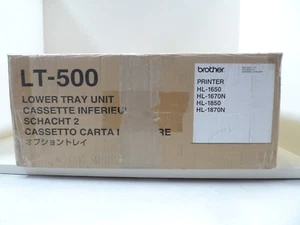 LT-500
LOWER TRAY UNIT
CASSETTE INFERIEU
SCHACHT 2
CASSETTO CARTA I RE
オプショントレイ
brother
PRINTER
HL-1650
HL-1670N
HL-1850
HL-1870N